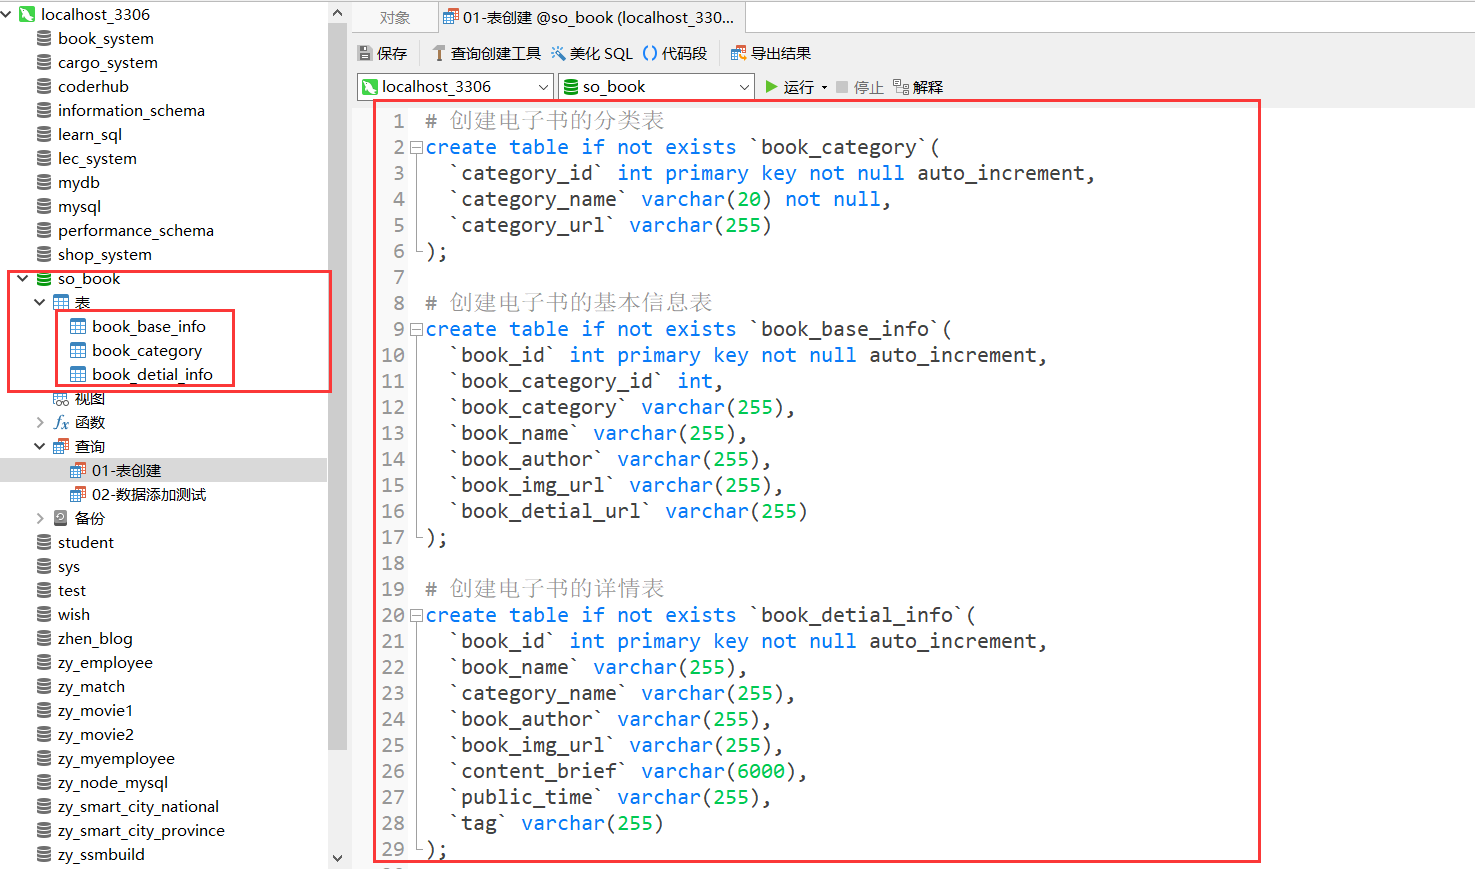 localhost_3306
book_system
cargo_system
coderhub
information_schema
learn_sql
lec_system
mydb
mysql
performance_schema
shop_system
so_book
表
book_base_info
book_category
book_detial_info
视图
fx 函数
查询
01-表创建
02-数据添加测试
备份
student
sys
test
wish
zhen_blog
zy_employee
zy_match
zy_movie1
zy_movie2
zy_myemployee
zy_node_mysql
zy_smart_city_national
zy_smart_city_province
zy_ssmbuild
对象 01-表创建 @so_book (localhost_330...
保存 查询创建工具 美化 SQL () 代码段 导出结果
localhost_3306 so_book 运行 停止 解释
1 # 创建电子书的分类表
2 create table if not exists `book_category`(
3 `category_id` int primary key not null auto_increment,
4 `category_name` varchar(20) not null,
5 `category_url` varchar(255)
6 );
7
8 # 创建电子书的基本信息表
9 create table if not exists `book_base_info`(
10 `book_id` int primary key not null auto_increment,
11 `book_category_id` int,
12 `book_category` varchar(255),
13 `book_name` varchar(255),
14 `book_author` varchar(255),
15 `book_img_url` varchar(255),
16 `book_detial_url` varchar(255)
17 );
18
19 # 创建电子书的详情表
20 create table if not exists `book_detial_info`(
21 `book_id` int primary key not null auto_increment,
22 `book_name` varchar(255),
23 `category_name` varchar(255),
24 `book_author` varchar(255),
25 `book_img_url` varchar(255),
26 `content_brief` varchar(6000),
27 `public_time` varchar(255),
28 `tag` varchar(255)
29 );